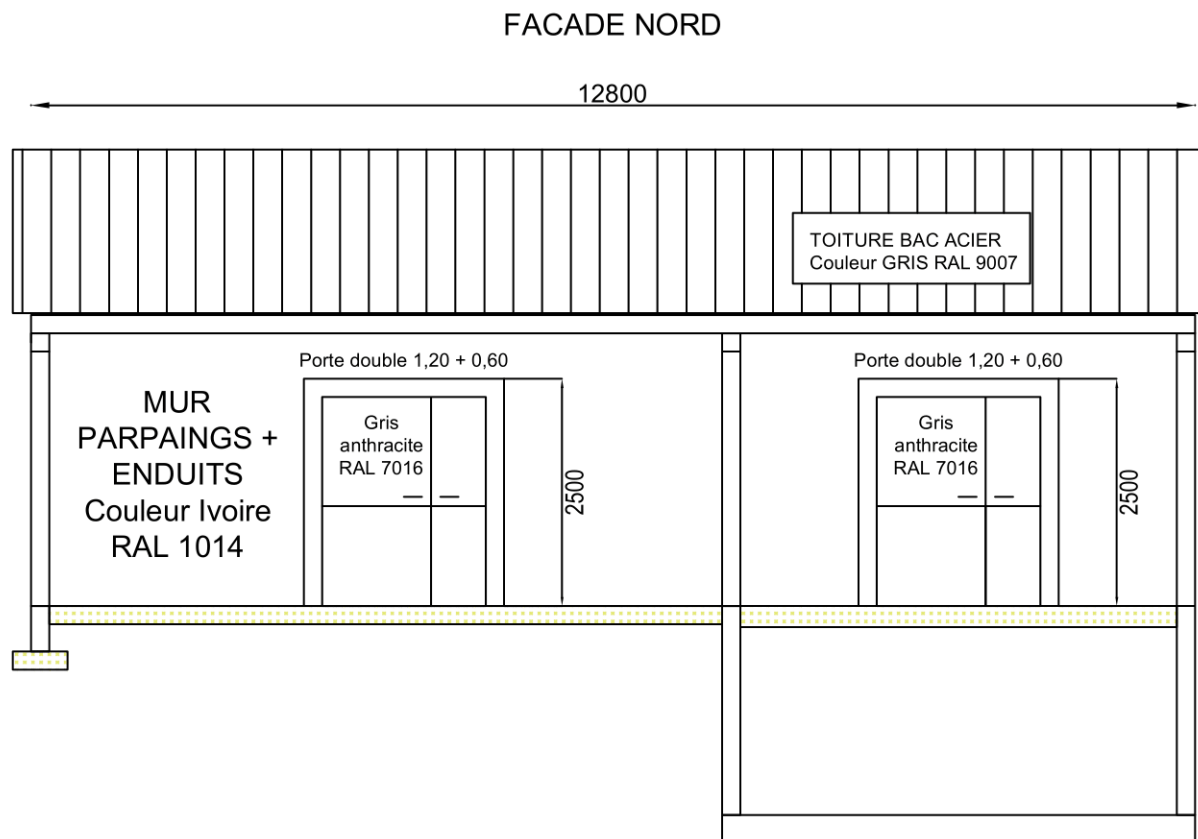 FACADE NORD
12800
TOITURE BAC ACIER
Couleur GRIS RAL 9007
Porte double 1,20 + 0,60
Porte double 1,20 + 0,60
MUR
PARPAINGS +
ENDUITS
Couleur Ivoire
RAL 1014
Gris
anthracite
RAL 7016
2500
Gris
anthracite
RAL 7016
2500